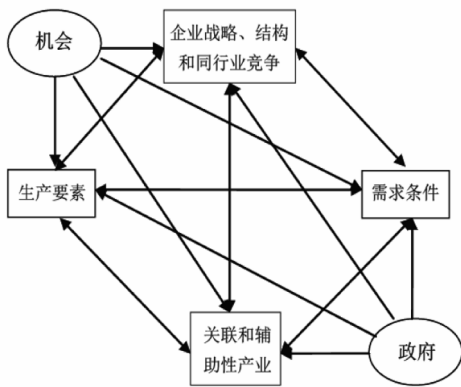 机会
企业战略、结构
和同行业竞争
生产要素
需求条件
关联和辅
助性产业
政府